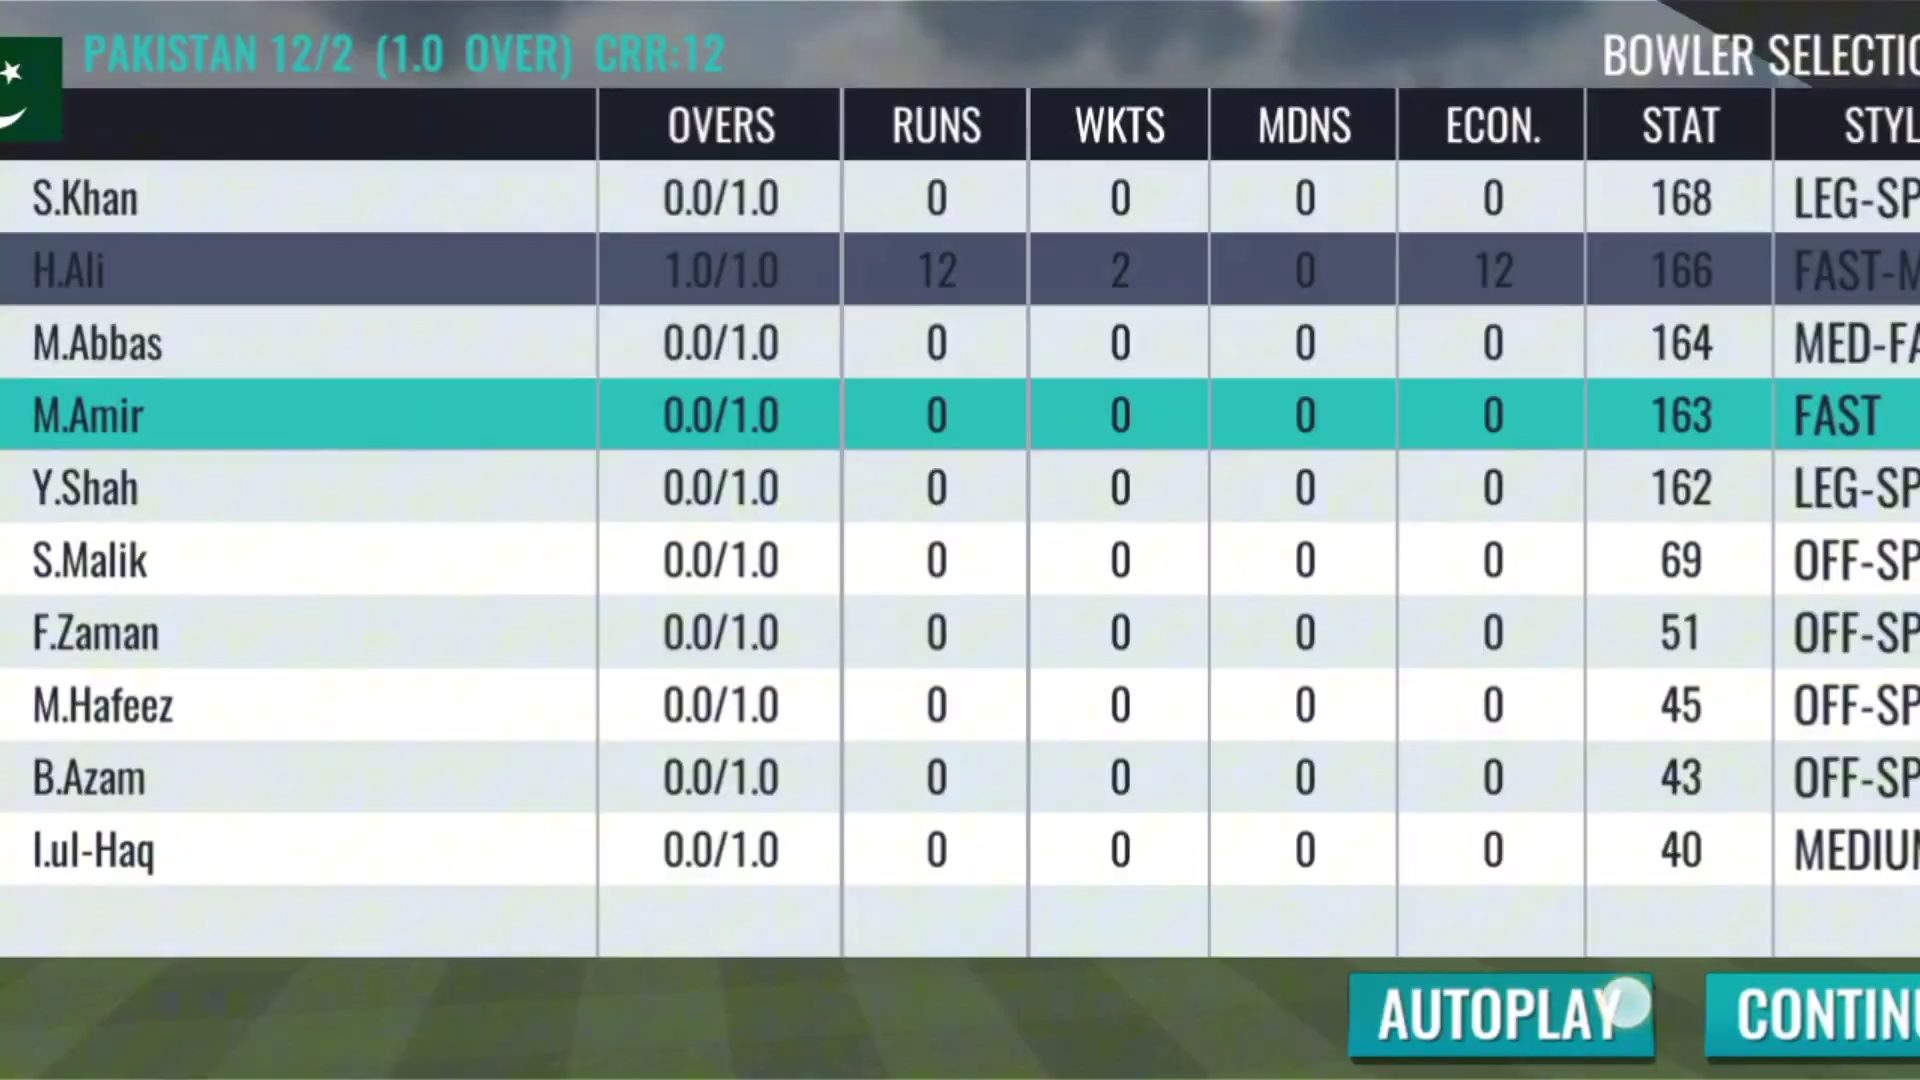 PAKISTAN 12/2 (1.0 OVER) CRR:12
BOWLER SELECTIO
OVERS RUNS WKTS MDNS ECON. STAT STYL
S.Khan 0.0/1.0 0 0 0 0 168 LEG-SP
H.Ali 1.0/1.0 12 2 0 12 166 FAST-M
M.Abbas 0.0/1.0 0 0 0 0 164 MED-FA
M.Amir 0.0/1.0 0 0 0 0 163 FAST
Y.Shah 0.0/1.0 0 0 0 0 162 LEG-SP
S.Malik 0.0/1.0 0 0 0 0 69 OFF-SP
F.Zaman 0.0/1.0 0 0 0 0 51 OFF-SP
M.Hafeez 0.0/1.0 0 0 0 0 45 OFF-SP
B.Azam 0.0/1.0 0 0 0 0 43 OFF-SP
I.ul-Haq 0.0/1.0 0 0 0 0 40 MEDIUM
AUTOPLAY CONTINU